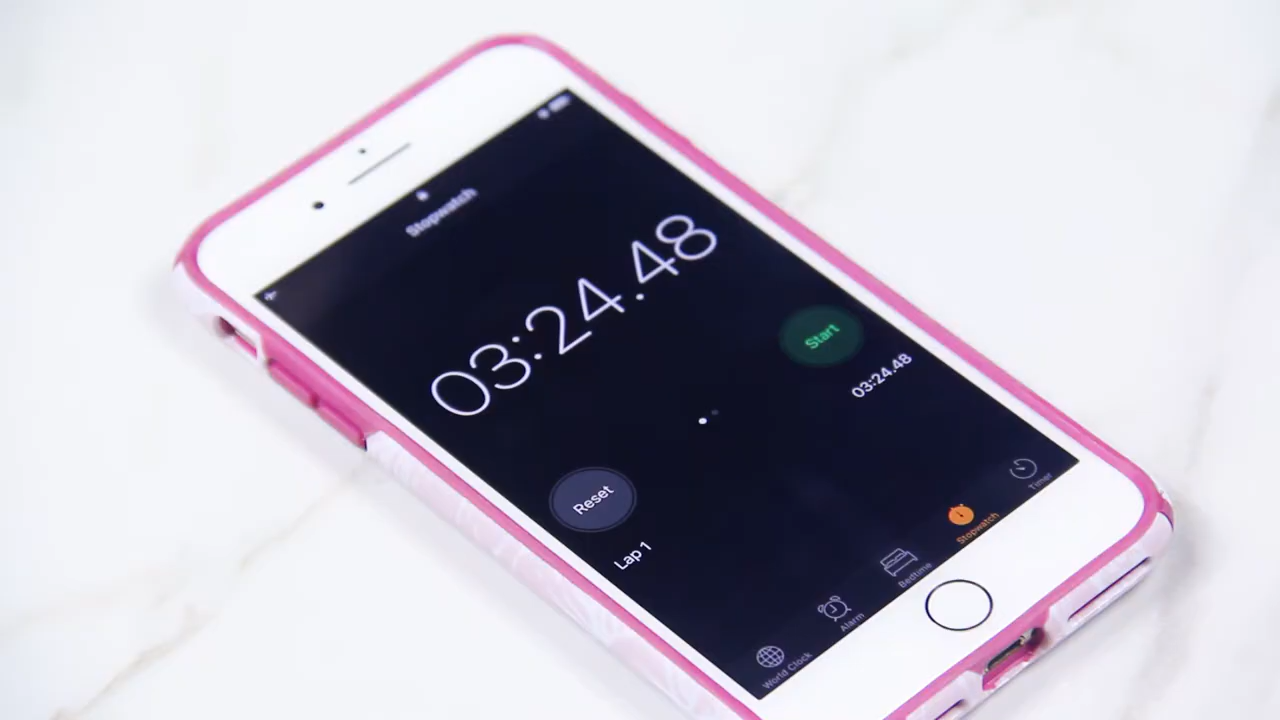 Stopwatch
03:24.48
Reset
Start
Lap 1
03:24.48
World Clock
Alarm
Bedtime
Stopwatch
Timer